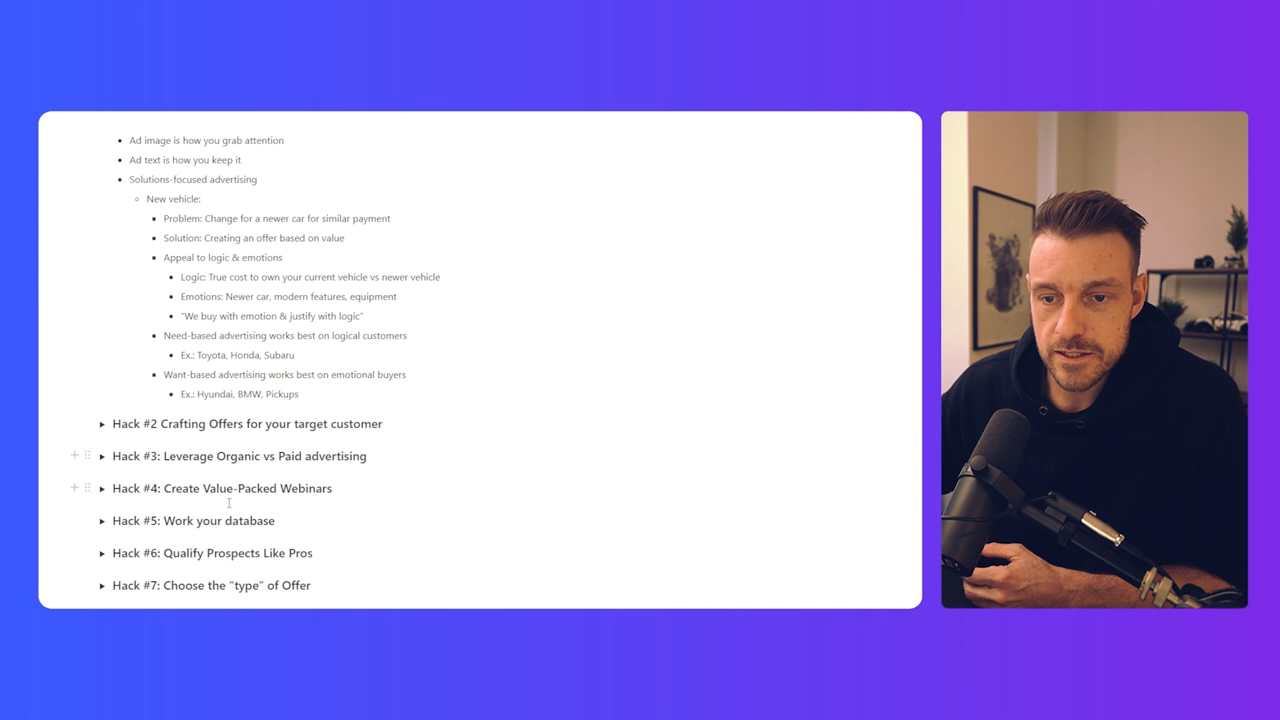 Ad image is how you grab attention
Ad text is how you keep it
Solutions-focused advertising
New vehicle:
Problem: Change for a newer car for similar payment
Solution: Creating an offer based on value
Appeal to logic & emotions
Logic: True cost to own your current vehicle vs newer vehicle
Emotions: Newer car, modern features, equipment
"We buy with emotion & justify with logic"
Need-based advertising works best on logical customers
Ex.: Toyota, Honda, Subaru
Want-based advertising works best on emotional buyers
Ex.: Hyundai, BMW, Pickups
Hack #2 Crafting Offers for your target customer
Hack #3: Leverage Organic vs Paid advertising
Hack #4: Create Value-Packed Webinars
Hack #5: Work your database
Hack #6: Qualify Prospects Like Pros
Hack #7: Choose the “type” of Offer